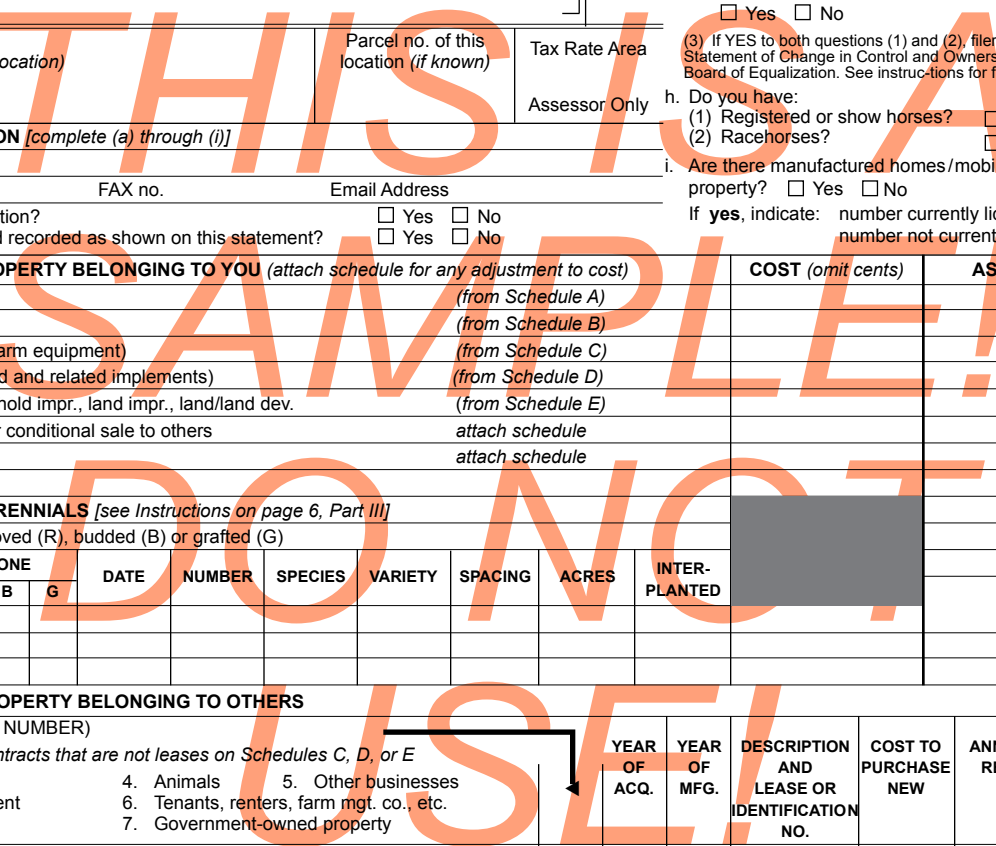 Yes No
(3) If YES to both questions (1) and (2), filer
Statement of Change in Control and Owners
Board of Equalization. See instruc-tions for f
ocation)
Parcel no. of this
location (if known)
Tax Rate Area
Assessor Only
h. Do you have:
(1) Registered or show horses?
(2) Racehorses?
ON [complete (a) through (i)]
i. Are there manufactured homes/mobi
property? Yes No
If yes, indicate: number currently lic
number not current
FAX no. Email Address
tion? Yes No
d recorded as shown on this statement? Yes No
OPERTY BELONGING TO YOU (attach schedule for any adjustment to cost) COST (omit cents) AS
(from Schedule A)
(from Schedule B)
arm equipment) (from Schedule C)
d and related implements) (from Schedule D)
hold impr., land impr., land/land dev. (from Schedule E)
r conditional sale to others attach schedule
attach schedule
RENNIALS [see Instructions on page 6, Part III]
oved (R), budded (B) or grafted (G)
ONE
B G DATE NUMBER SPECIES VARIETY SPACING ACRES
INTER-
PLANTED
OPERTY BELONGING TO OTHERS
NUMBER)
ntracts that are not leases on Schedules C, D, or E
4. Animals 5. Other businesses
ent 6. Tenants, renters, farm mgt. co., etc.
7. Government-owned property
YEAR
OF
ACQ.
YEAR
OF
MFG.
DESCRIPTION
AND
LEASE OR
IDENTIFICATION
NO.
COST TO
PURCHASE
NEW
ANN
RE
THIS IS A
SAMPLE!
DO NOT
USE!